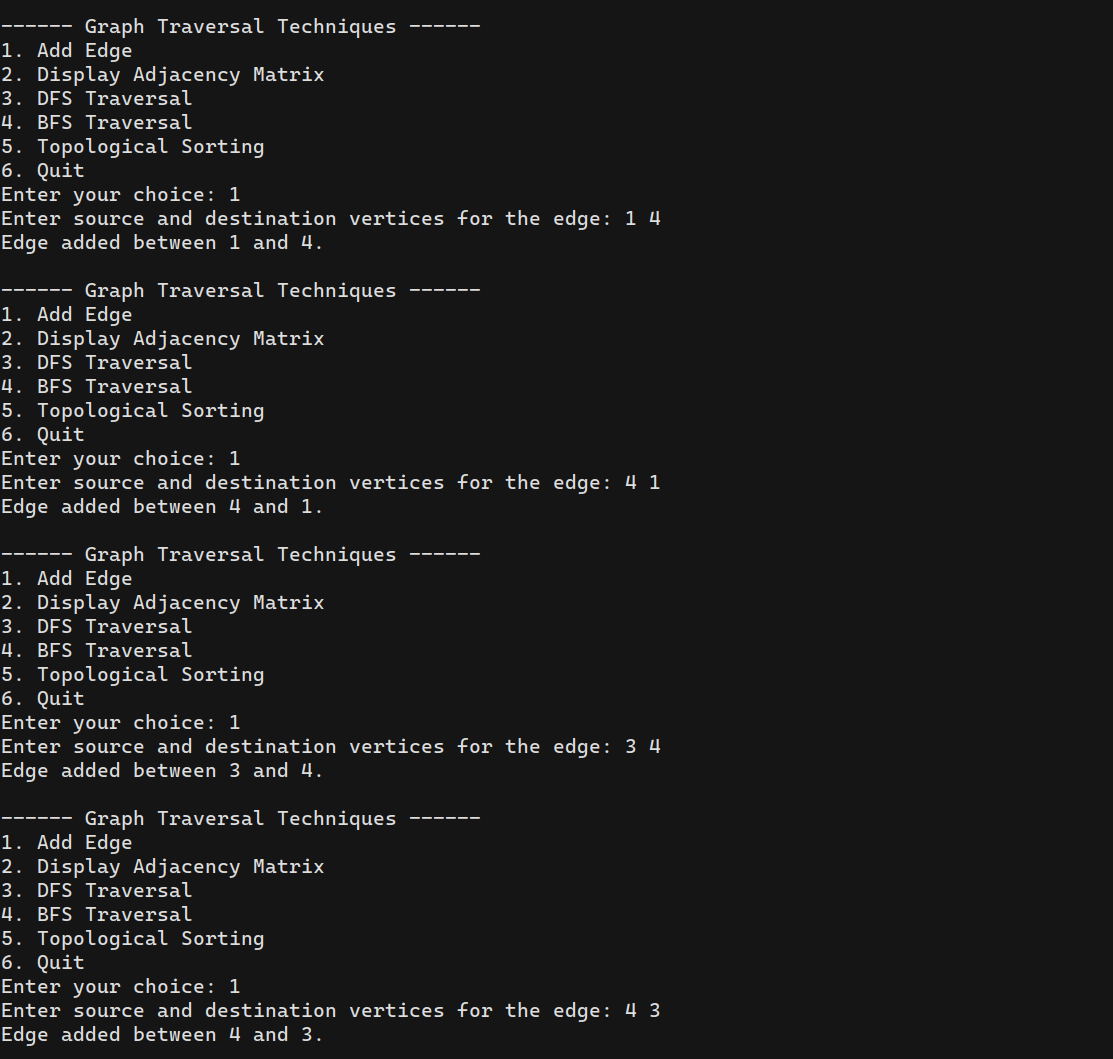 ------ Graph Traversal Techniques ------
1. Add Edge
2. Display Adjacency Matrix
3. DFS Traversal
4. BFS Traversal
5. Topological Sorting
6. Quit
Enter your choice: 1
Enter source and destination vertices for the edge: 1 4
Edge added between 1 and 4.

------ Graph Traversal Techniques ------
1. Add Edge
2. Display Adjacency Matrix
3. DFS Traversal
4. BFS Traversal
5. Topological Sorting
6. Quit
Enter your choice: 1
Enter source and destination vertices for the edge: 4 1
Edge added between 4 and 1.

------ Graph Traversal Techniques ------
1. Add Edge
2. Display Adjacency Matrix
3. DFS Traversal
4. BFS Traversal
5. Topological Sorting
6. Quit
Enter your choice: 1
Enter source and destination vertices for the edge: 3 4
Edge added between 3 and 4.

------ Graph Traversal Techniques ------
1. Add Edge
2. Display Adjacency Matrix
3. DFS Traversal
4. BFS Traversal
5. Topological Sorting
6. Quit
Enter your choice: 1
Enter source and destination vertices for the edge: 4 3
Edge added between 4 and 3.